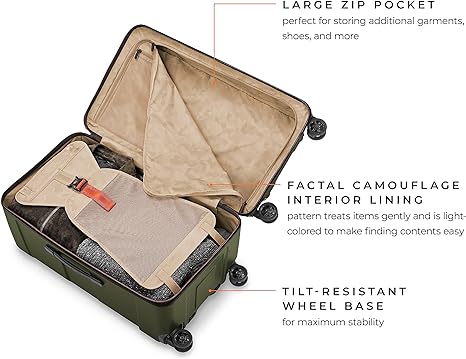 LARGE ZIP POCKET
perfect for storing additional garments,
shoes, and more
FACTAL CAMOUFLAGE
INTERIOR LINING
pattern treats items gently and is light-
colored to make finding contents easy
TILT-RESISTANT
WHEEL BASE
for maximum stability